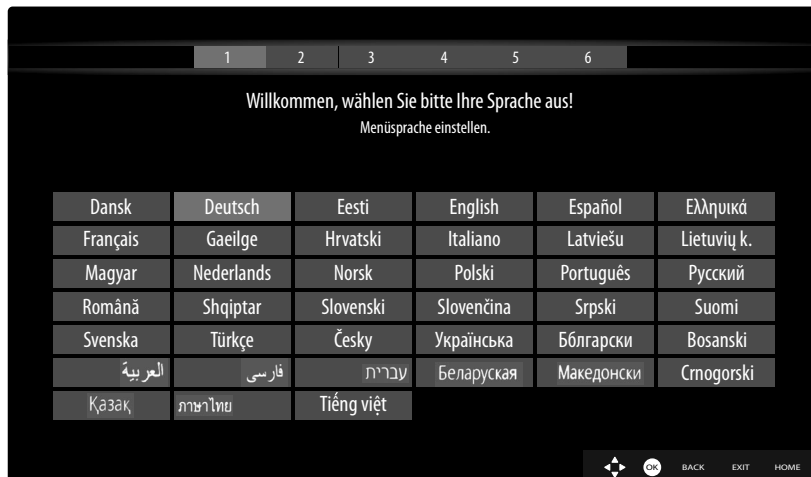 1 2 3 4 5 6
Willkommen, wählen Sie bitte Ihre Sprache aus!
Menüsprache einstellen.
Dansk Deutsch Eesti English Español Ελληυικά
Français Gaeilge Hrvatski Italiano Latviešu Lietuvių k.
Magyar Nederlands Norsk Polski Português Русский
Română Shqiptar Slovenski Slovenčina Srpski Suomi
Svenska Türkçe Česky Українська Бблгарски Bosanski
العربية فارسی עברית Беларуская Македонски Crnogorski
Қазақ ภาษาไทย Tiếng việt
OK BACK EXIT HOME